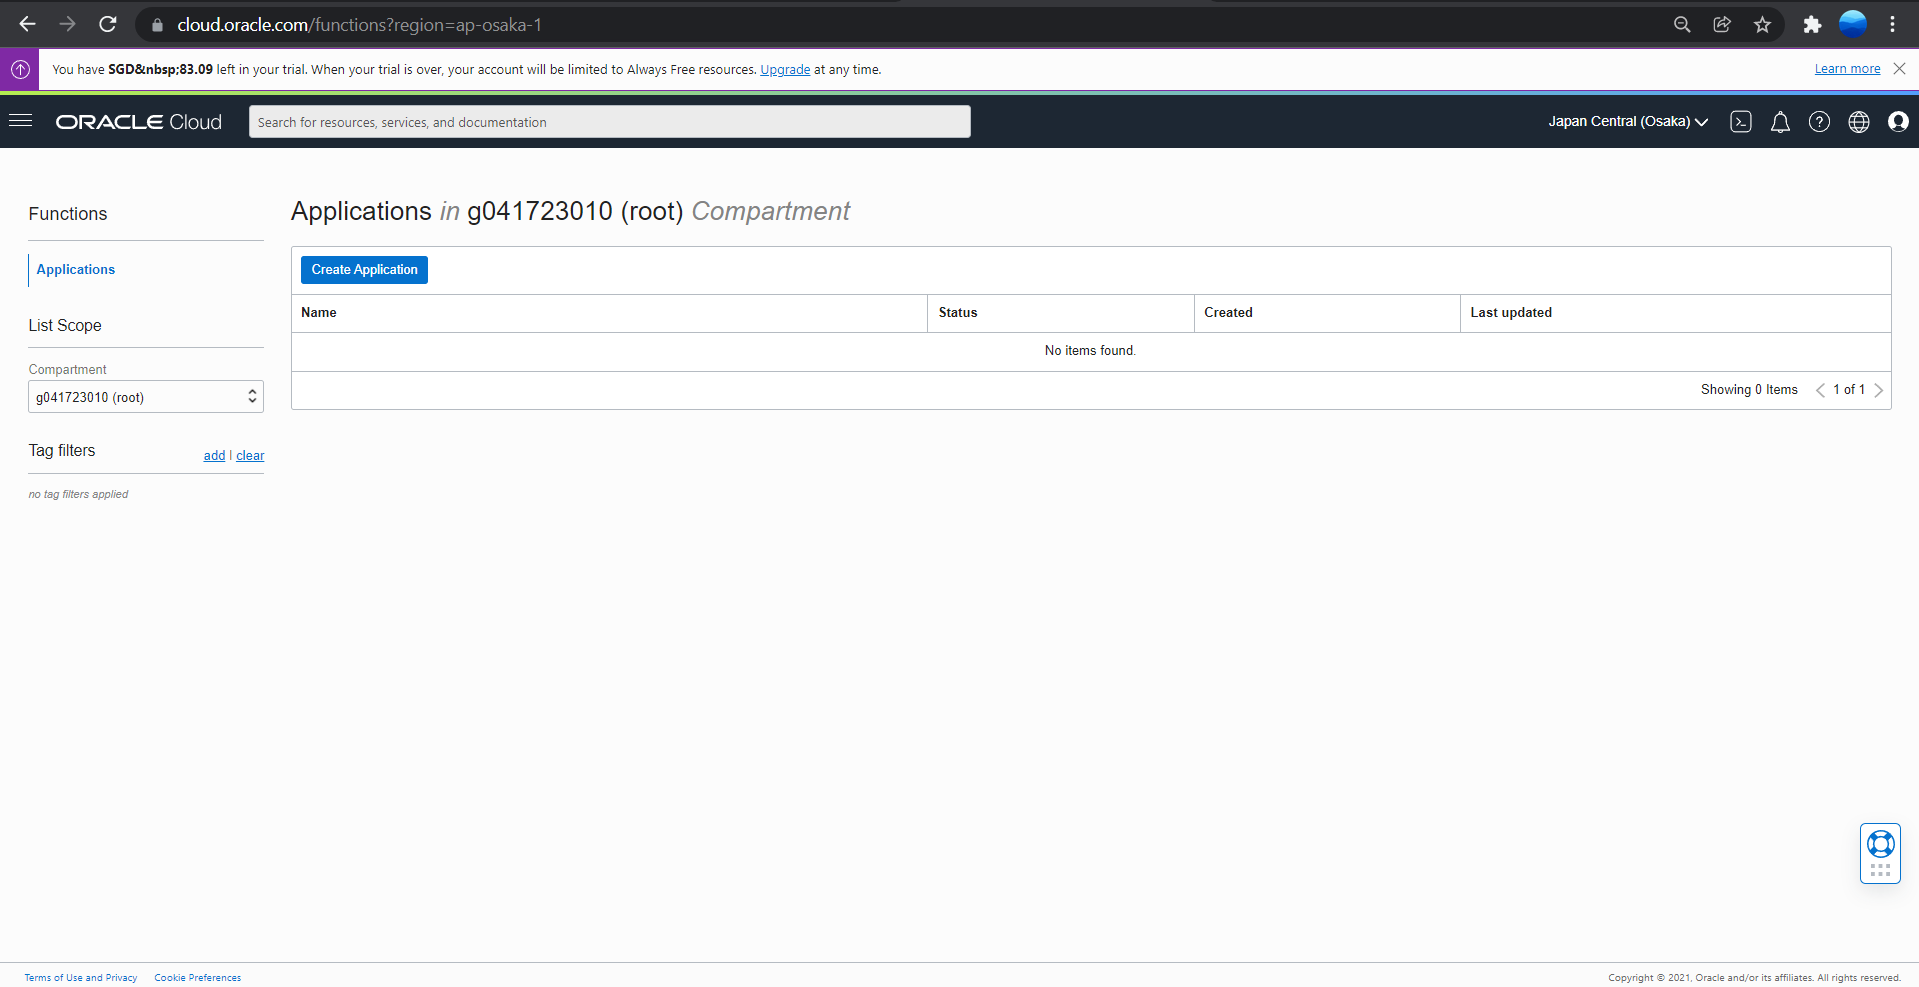 cloud.oracle.com/functions?region=ap-osaka-1
You have SGD&nbsp;83.09 left in your trial. When your trial is over, your account will be limited to Always Free resources. Upgrade at any time.
Learn more
ORACLE Cloud
Search for resources, services, and documentation
Japan Central (Osaka)
Functions
Applications
List Scope
Compartment
g041723010 (root)
Tag filters
add | clear
no tag filters applied
Applications in g041723010 (root) Compartment
Create Application
Name Status Created Last updated
No items found.
Showing 0 Items 1 of 1
Terms of Use and Privacy Cookie Preferences
Copyright © 2021, Oracle and/or its affiliates. All rights reserved.